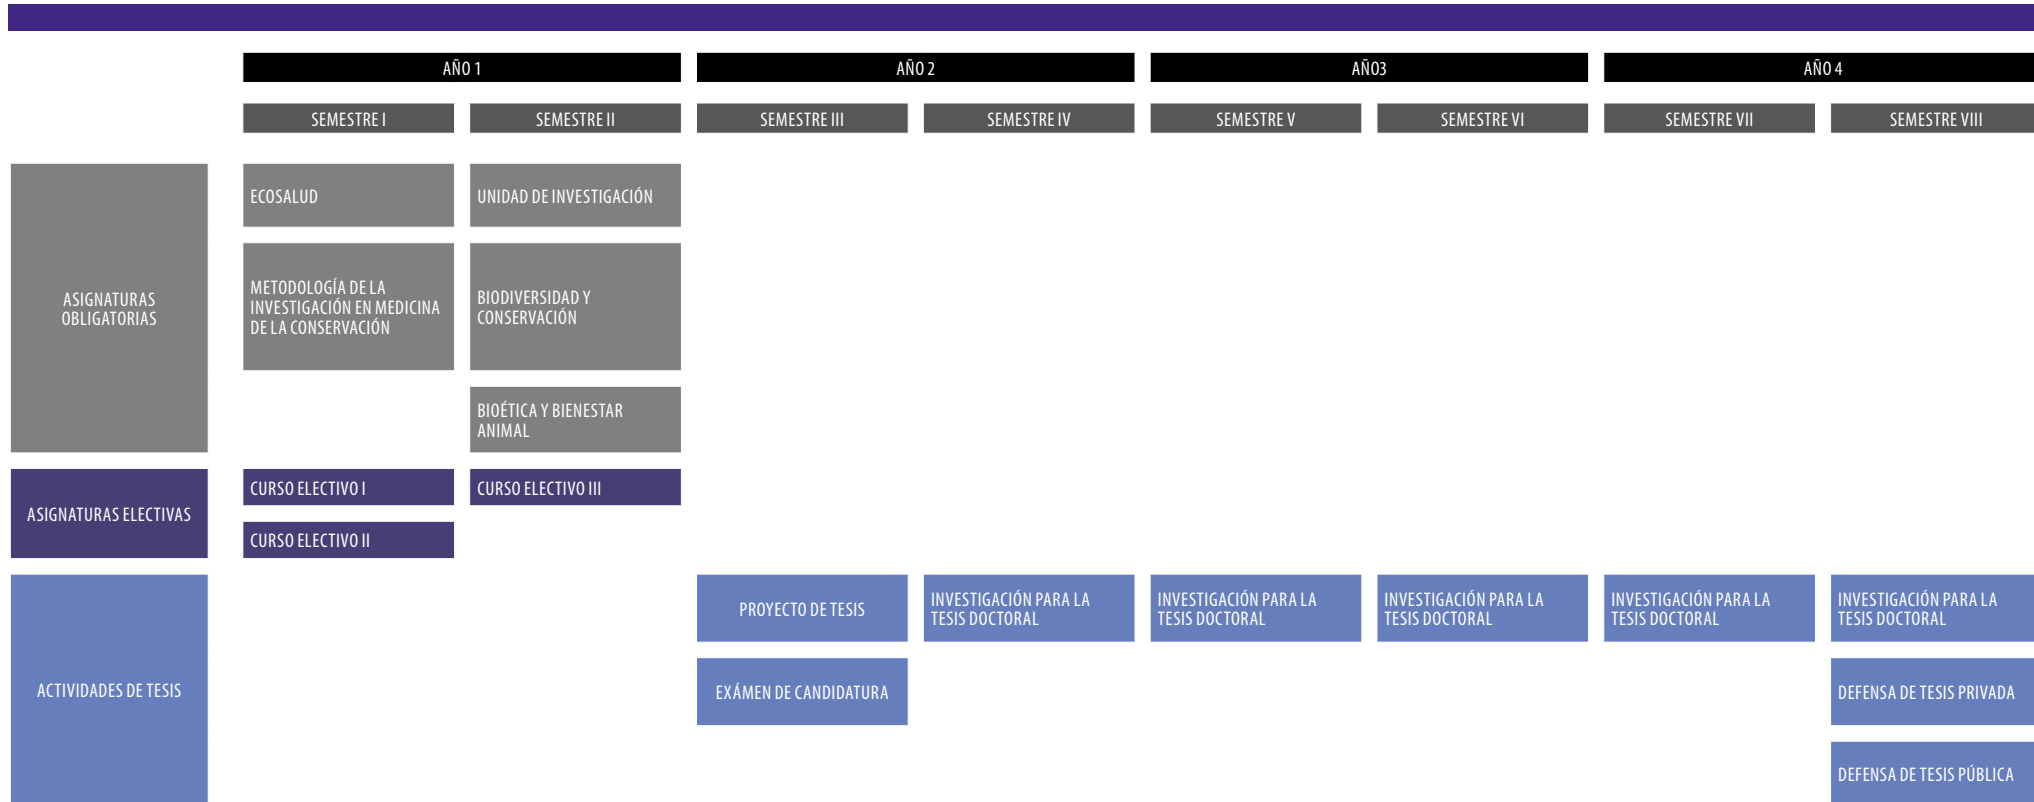 AÑO 1
AÑO 2
AÑO3
AÑO 4
SEMESTRE I
SEMESTRE II
SEMESTRE III
SEMESTRE IV
SEMESTRE V
SEMESTRE VI
SEMESTRE VII
SEMESTRE VIII
ASIGNATURAS
OBLIGATORIAS
ECOSALUD
UNIDAD DE INVESTIGACIÓN
METODOLOGÍA DE LA
INVESTIGACIÓN EN MEDICINA
DE LA CONSERVACIÓN
BIODIVERSIDAD Y
CONSERVACIÓN
BIOÉTICA Y BIENESTAR
ANIMAL
ASIGNATURAS ELECTIVAS
CURSO ELECTIVO I
CURSO ELECTIVO III
CURSO ELECTIVO II
ACTIVIDADES DE TESIS
PROYECTO DE TESIS
INVESTIGACIÓN PARA LA
TESIS DOCTORAL
INVESTIGACIÓN PARA LA
TESIS DOCTORAL
INVESTIGACIÓN PARA LA
TESIS DOCTORAL
INVESTIGACIÓN PARA LA
TESIS DOCTORAL
INVESTIGACIÓN PARA LA
TESIS DOCTORAL
EXÁMEN DE CANDIDATURA
DEFENSA DE TESIS PRIVADA
DEFENSA DE TESIS PÚBLICA